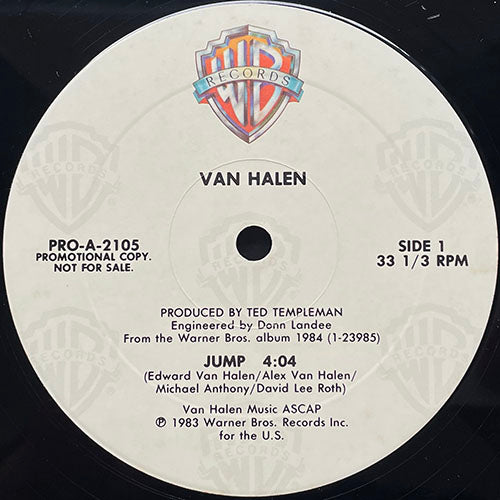 WB
RECORDS
VAN HALEN
PRO-A-2105
PROMOTIONAL COPY.
NOT FOR SALE.
SIDE 1
33 1/3 RPM
PRODUCED BY TED TEMPLEMAN
Engineered by Donn Landee
From the Warner Bros. album 1984 (1-23985)
JUMP 4:04
(Edward Van Halen/Alex Van Halen/
Michael Anthony/David Lee Roth)
Van Halen Music ASCAP
℗ 1983 Warner Bros. Records Inc.
for the U.S.